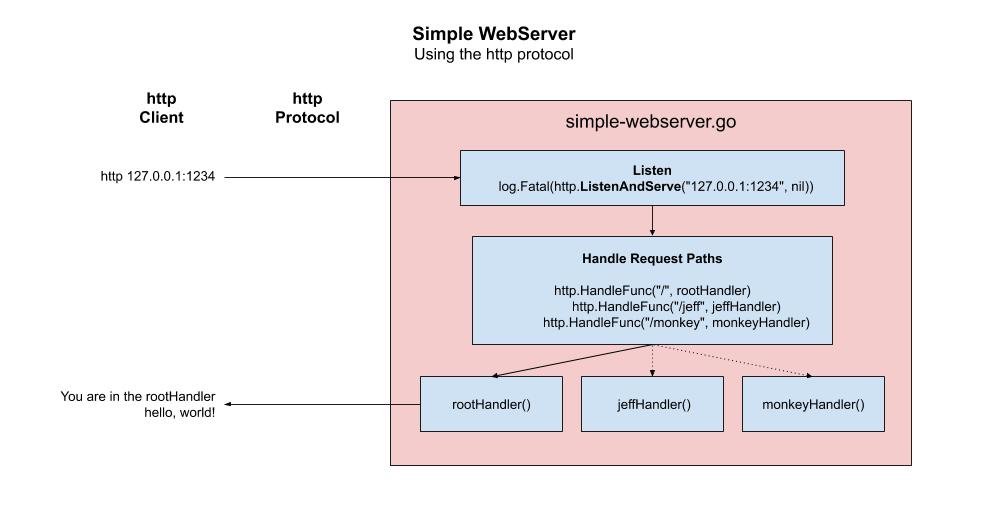 Simple WebServer
Using the http protocol
http
Client
http
Protocol
simple-webserver.go
http 127.0.0.1:1234
Listen
log.Fatal(http.ListenAndServe("127.0.0.1:1234", nil))
Handle Request Paths
http.HandleFunc("/", rootHandler)
http.HandleFunc("/jeff", jeffHandler)
http.HandleFunc("/monkey", monkeyHandler)
You are in the rootHandler
hello, world!
rootHandler()
jeffHandler()
monkeyHandler()